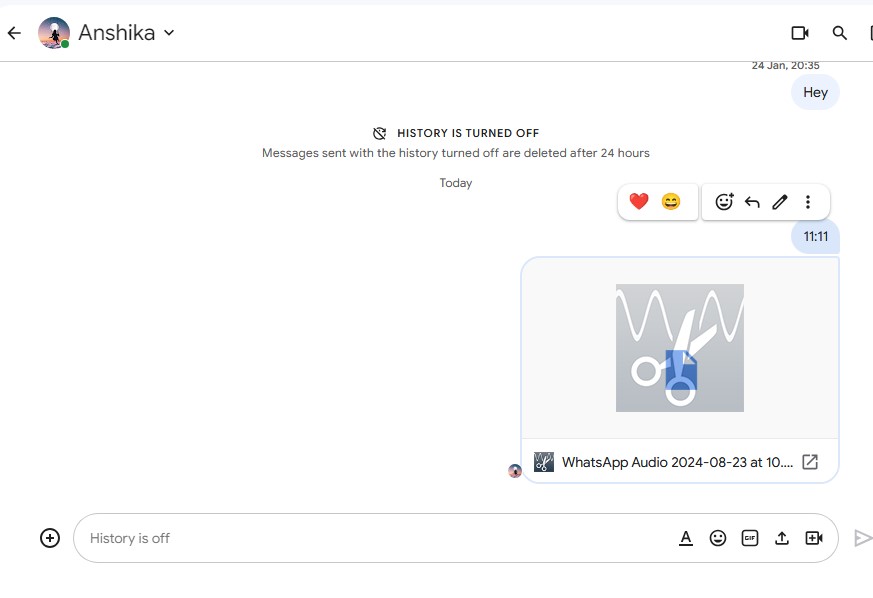 Anshika
24 Jan, 20:35
Hey
HISTORY IS TURNED OFF
Messages sent with the history turned off are deleted after 24 hours
Today
11:11
WhatsApp Audio 2024-08-23 at 10....
History is off
A
GIF